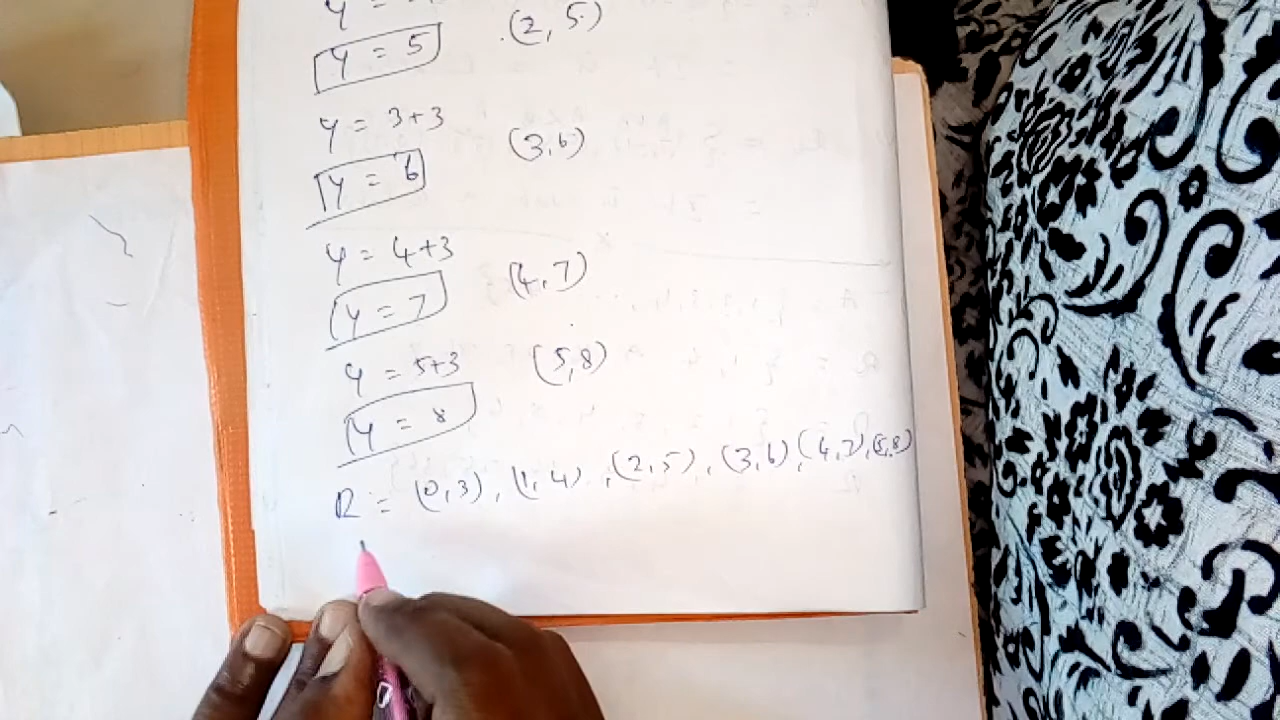 y =
y = 5 (2, 5)
y = 3+3
(3,6)
y = 6
y = 4+3
(4,7)
y = 7
y = 5+3 (5,8)
y = 8
R = (0,3), (1,4), (2,5), (3,6) (4,7), (5,8)